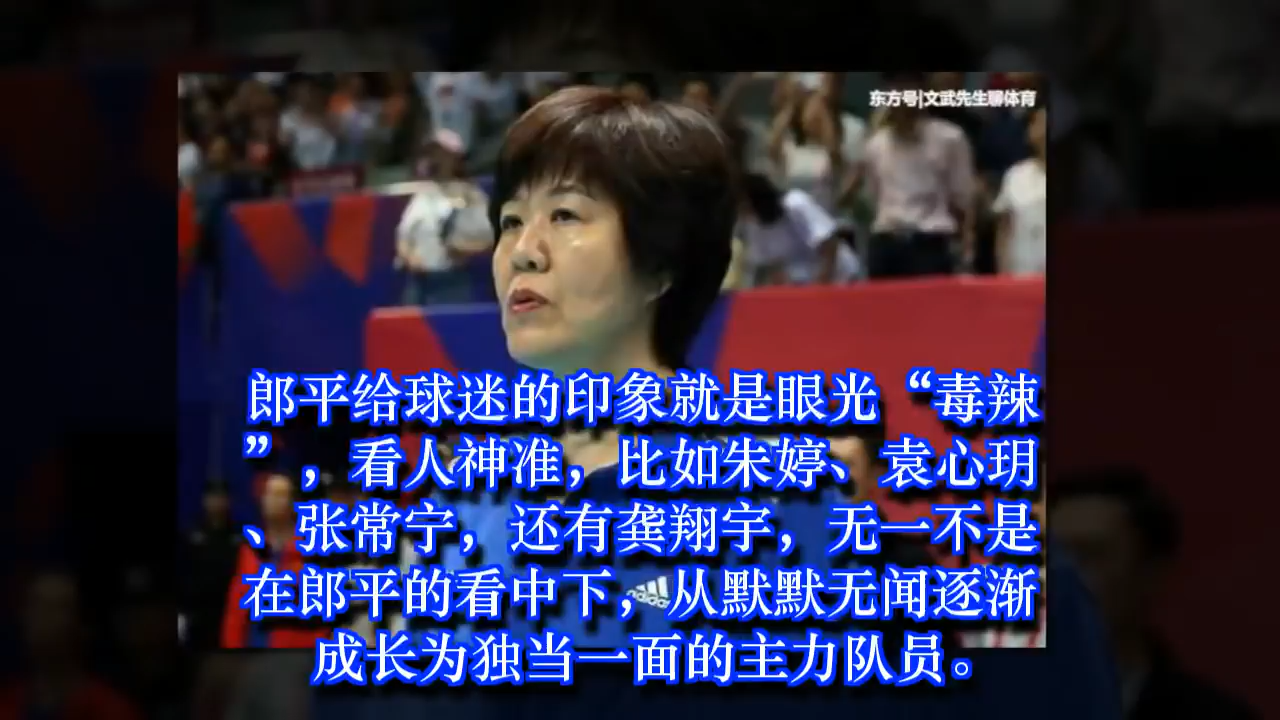 东方号|文武先生聊体育
郎平给球迷的印象就是眼光“毒辣
”，看人神准，比如朱婷、袁心玥
、张常宁，还有龚翔宇，无一不是
在郎平的看中下，从默默无闻逐渐
成长为独当一面的主力队员。